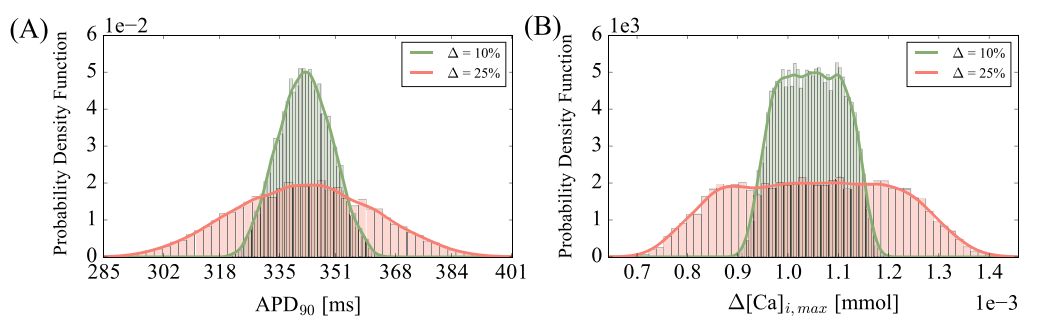 (A)
1e−2
Probability Density Function
6
5
4
3
2
1
0
Δ = 10%
Δ = 25%
285 302 318 335 351 368 384 401
APD90 [ms]
(B)
1e3
Probability Density Function
6
5
4
3
2
1
0
Δ = 10%
Δ = 25%
0.7 0.8 0.9 1.0 1.1 1.2 1.3 1.4
Δ[Ca]i, max [mmol]
1e−3